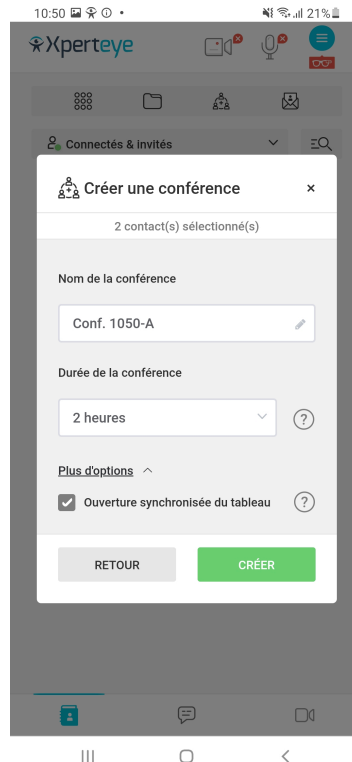 10:50 21%
Xperteye
Connectés & invités
Créer une conférence ×
2 contact(s) sélectionné(s)
Nom de la conférence
Conf. 1050-A
Durée de la conférence
2 heures ?
Plus d'options
Ouverture synchronisée du tableau ?
RETOUR CRÉER